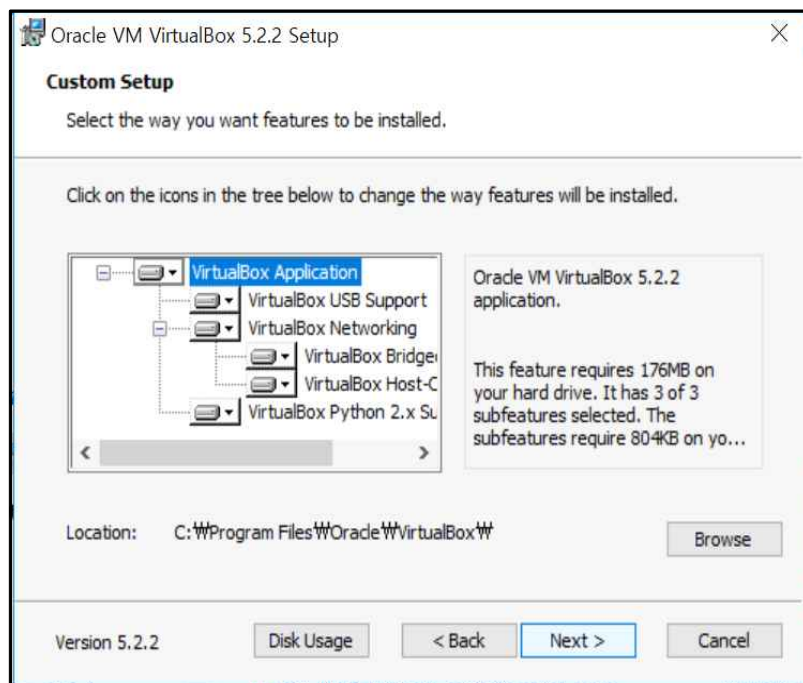 Oracle VM VirtualBox 5.2.2 Setup
Custom Setup
Select the way you want features to be installed.
Click on the icons in the tree below to change the way features will be installed.
VirtualBox Application
VirtualBox USB Support
VirtualBox Networking
VirtualBox Bridge
VirtualBox Host-C
VirtualBox Python 2.x Su
Oracle VM VirtualBox 5.2.2
application.
This feature requires 176MB on
your hard drive. It has 3 of 3
subfeatures selected. The
subfeatures require 804KB on yo...
Location: C:₩Program Files₩Oracle₩VirtualBox₩
Browse
Version 5.2.2
Disk Usage
< Back
Next >
Cancel